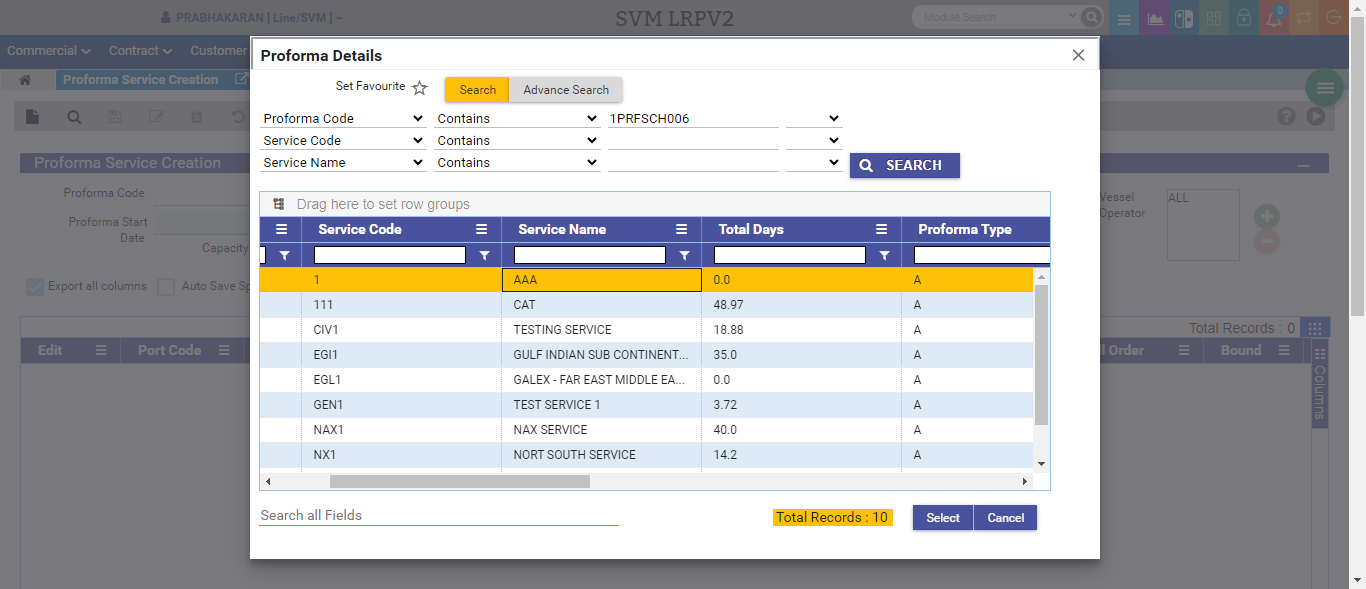 PRABHAKARAN [ Line/SVM ] ~
SVM LRPV2
Module Search
0
Commercial
Contract
Customer
Proforma Service Creation
Proforma Details
Set Favourite
Search
Advance Search
Proforma Code Contains 1PRFSCH006
Service Code Contains
Service Name Contains
SEARCH
Proforma Service Creation
Proforma Code
Proforma Start
Date
Capacity
Vessel
Operator
ALL
Export all columns
Auto Save Sp
Drag here to set row groups
Service Code Service Name Total Days Proforma Type
1 AAA 0.0 A
111 CAT 48.97 A
CIV1 TESTING SERVICE 18.88 A
EGI1 GULF INDIAN SUB CONTINENT... 35.0 A
EGL1 GALEX - FAR EAST MIDDLE EA... 0.0 A
GEN1 TEST SERVICE 1 3.72 A
NAX1 NAX SERVICE 40.0 A
NX1 NORT SOUTH SERVICE 14.2 A
Total Records : 0
Edit Port Code l Order Bound
Columns
Search all Fields
Total Records : 10
Select
Cancel